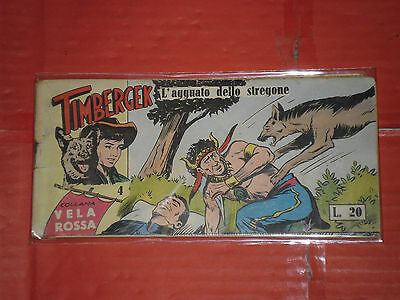 TIMBERGEK
L'agguato dello stregone
4
COLLANA
VELA
ROSSA
L. 20